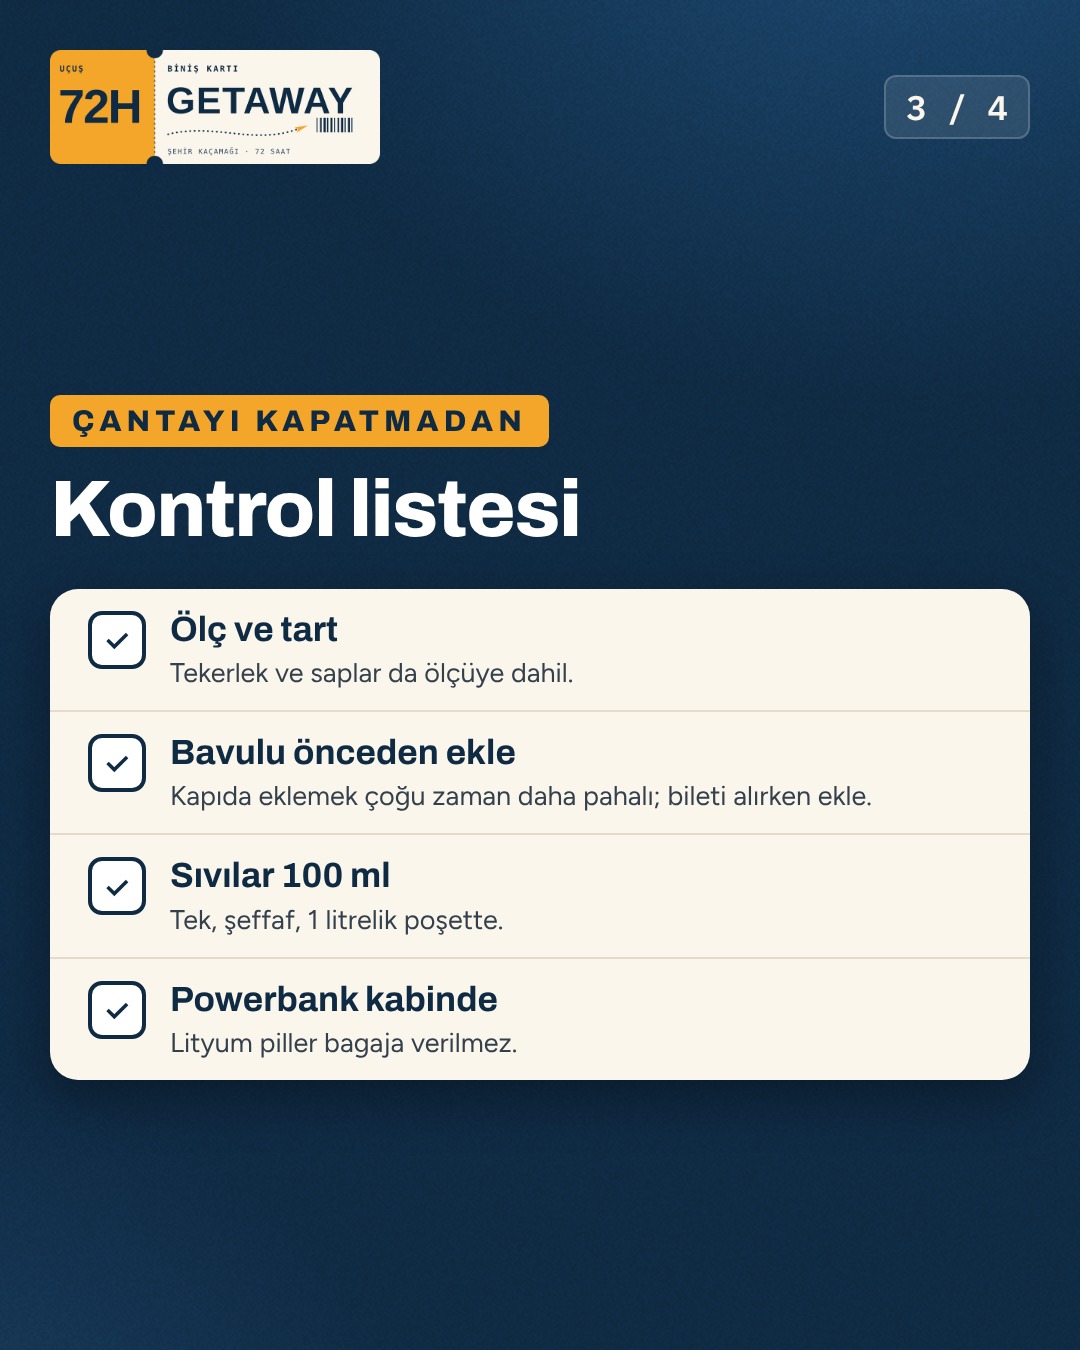 UÇUŞ
72H
BİNİŞ KARTI
GETAWAY
ŞEHİR KAÇAMAĞI · 72 SAAT
3 / 4
ÇANTAYI KAPATMADAN
Kontrol listesi
Ölç ve tart
Tekerlek ve saplar da ölçüye dahil.
Bavulu önceden ekle
Kapıda eklemek çoğu zaman daha pahalı; bileti alırken ekle.
Sıvılar 100 ml
Tek, şeffaf, 1 litrelik poşette.
Powerbank kabinde
Lityum piller bagaja verilmez.